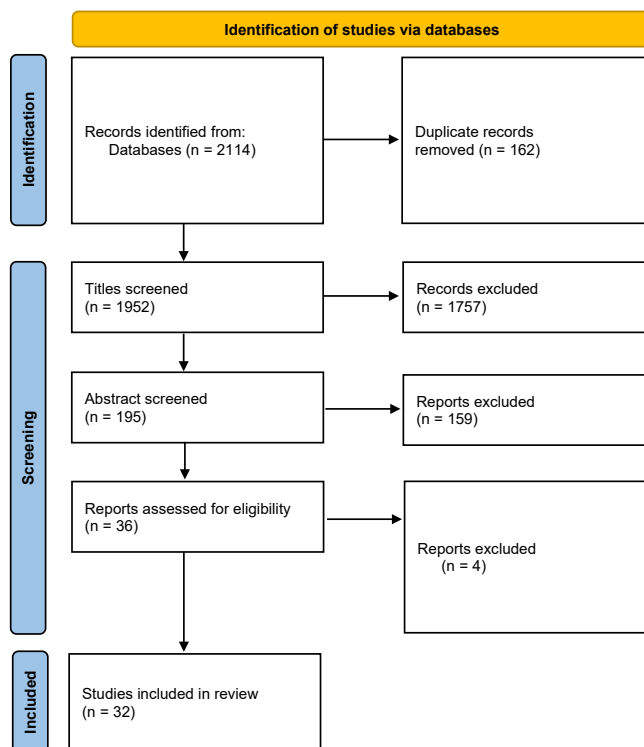 Identification of studies via databases
Identification
Records identified from:
Databases (n = 2114)
Duplicate records
removed (n = 162)
Screening
Titles screened
(n = 1952)
Records excluded
(n = 1757)
Abstract screened
(n = 195)
Reports excluded
(n = 159)
Reports assessed for eligibility
(n = 36)
Reports excluded
(n = 4)
Included
Studies included in review
(n = 32)